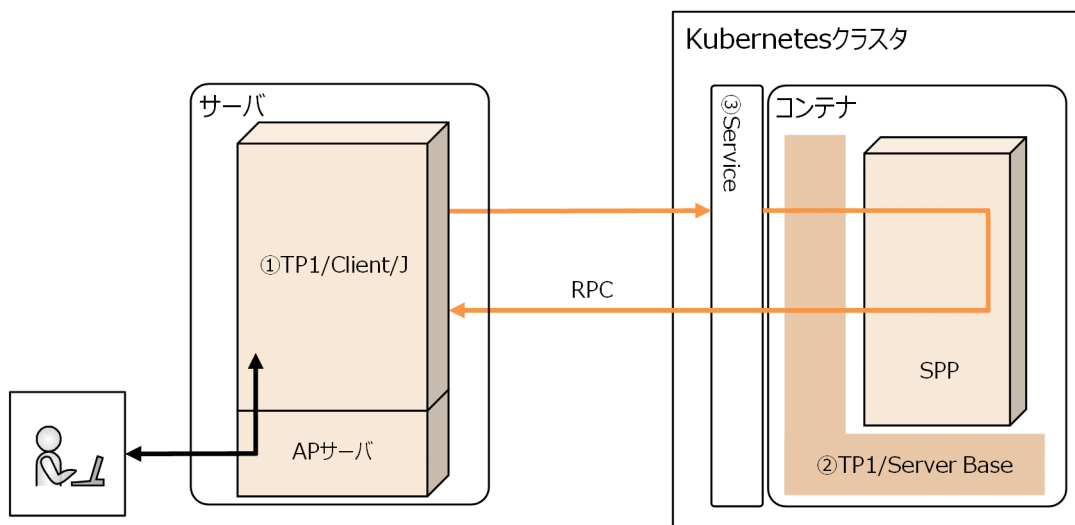 Kubernetesクラスタ
サーバ
③Service
コンテナ
①TP1/Client/J
RPC
SPP
APサーバ
②TP1/Server Base